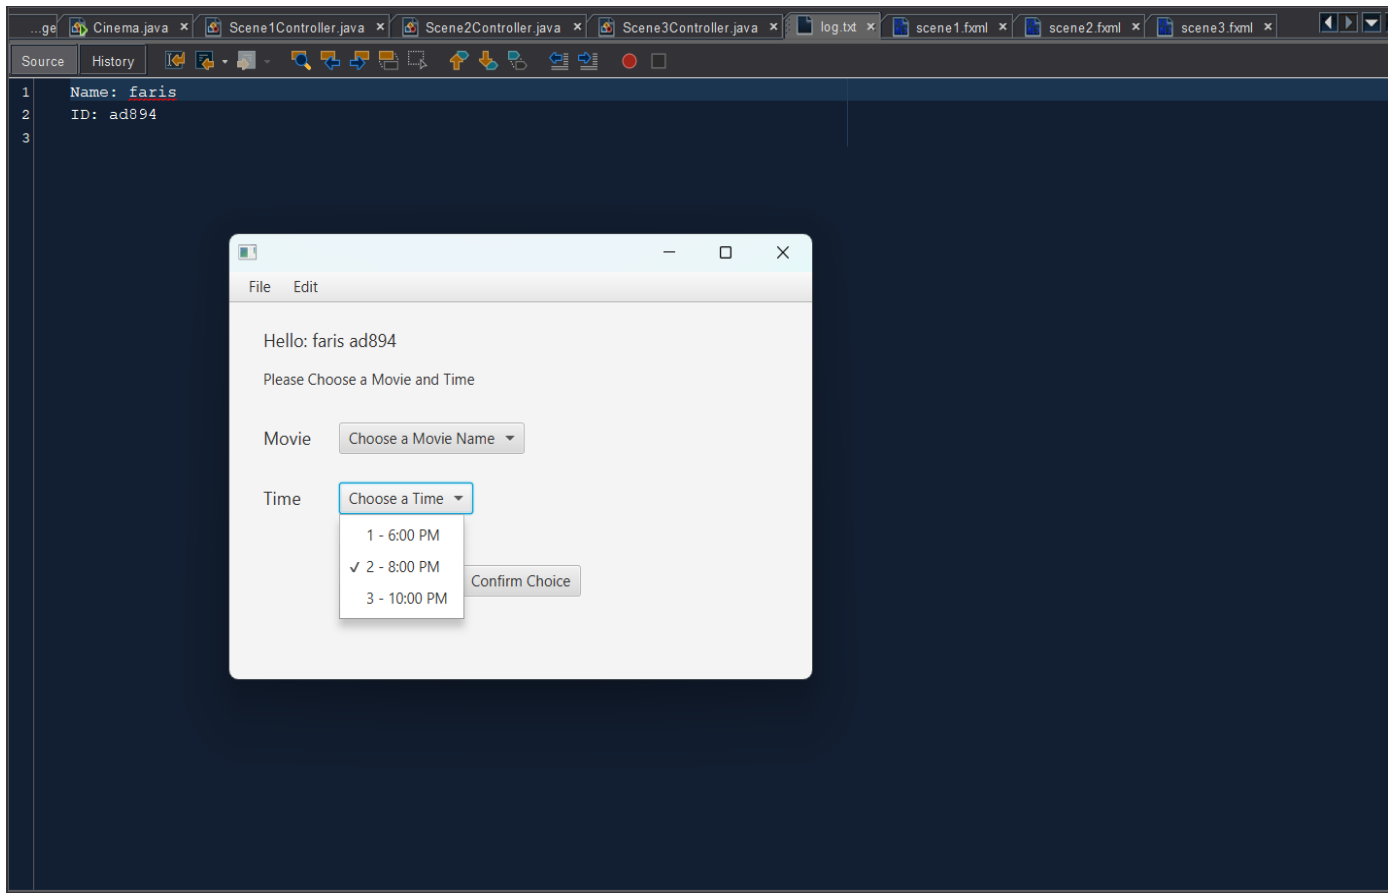 ...ge Cinema.java Scene1Controller.java Scene2Controller.java Scene3Controller.java log.txt scene1.fxml scene2.fxml scene3.fxml
Source History
1 Name: faris
2 ID: ad894
3
File Edit
Hello: faris ad894
Please Choose a Movie and Time
Movie Choose a Movie Name
Time Choose a Time
1 - 6:00 PM
✓ 2 - 8:00 PM
Confirm Choice
3 - 10:00 PM